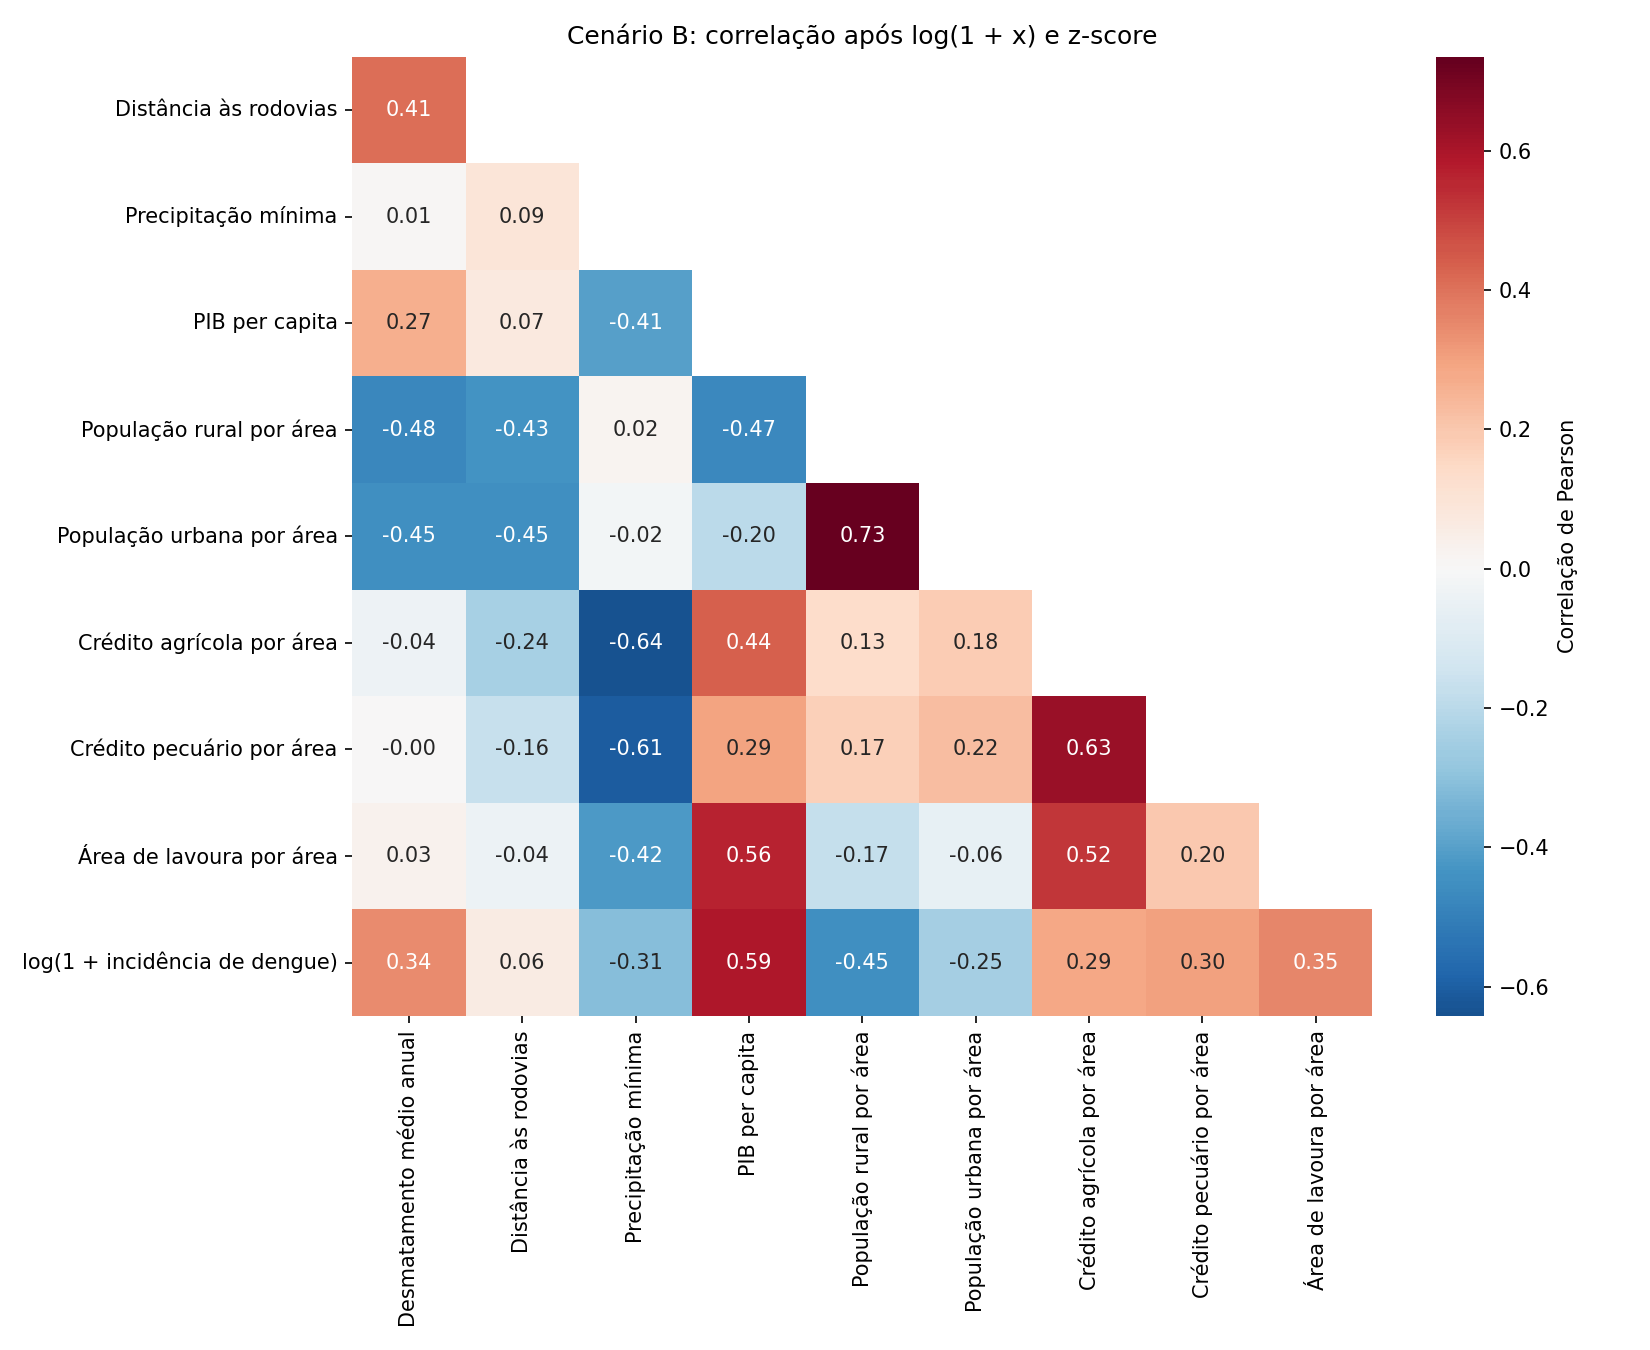 Cenário B: correlação após log(1 + x) e z-score
Distância às rodovias 0.41
Precipitação mínima 0.01 0.09
PIB per capita 0.27 0.07 -0.41
População rural por área -0.48 -0.43 0.02 -0.47
População urbana por área -0.45 -0.45 -0.02 -0.20 0.73
Crédito agrícola por área -0.04 -0.24 -0.64 0.44 0.13 0.18
Crédito pecuário por área -0.00 -0.16 -0.61 0.29 0.17 0.22 0.63
Área de lavoura por área 0.03 -0.04 -0.42 0.56 -0.17 -0.06 0.52 0.20
log(1 + incidência de dengue) 0.34 0.06 -0.31 0.59 -0.45 -0.25 0.29 0.30 0.35
Desmatamento médio anual
Distância às rodovias
Precipitação mínima
PIB per capita
População rural por área
População urbana por área
Crédito agrícola por área
Crédito pecuário por área
Área de lavoura por área
0.6
0.4
0.2
0.0
−0.2
−0.4
−0.6
Correlação de Pearson